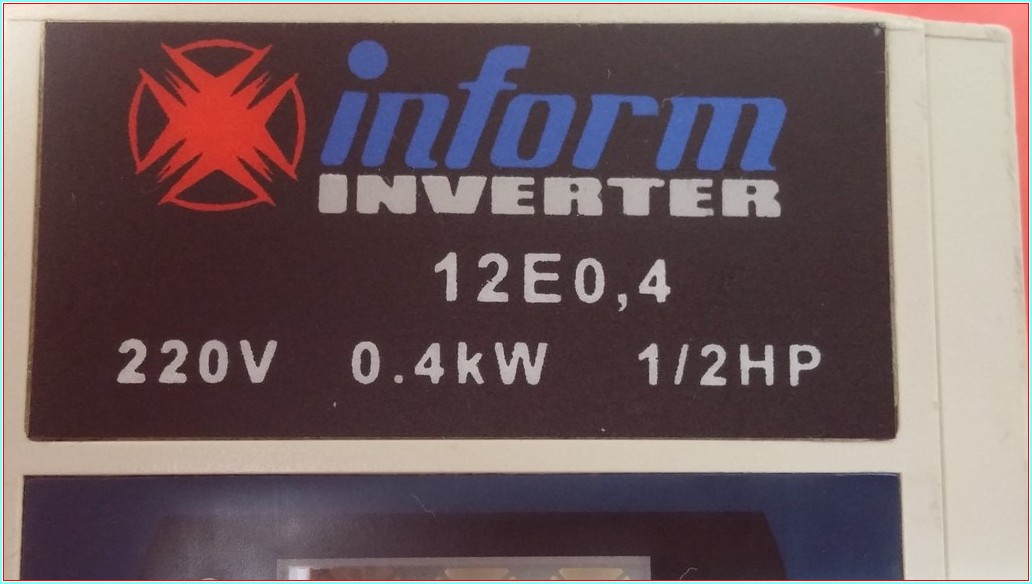 inform
INVERTER
12E0,4
220V 0.4kW 1/2HP